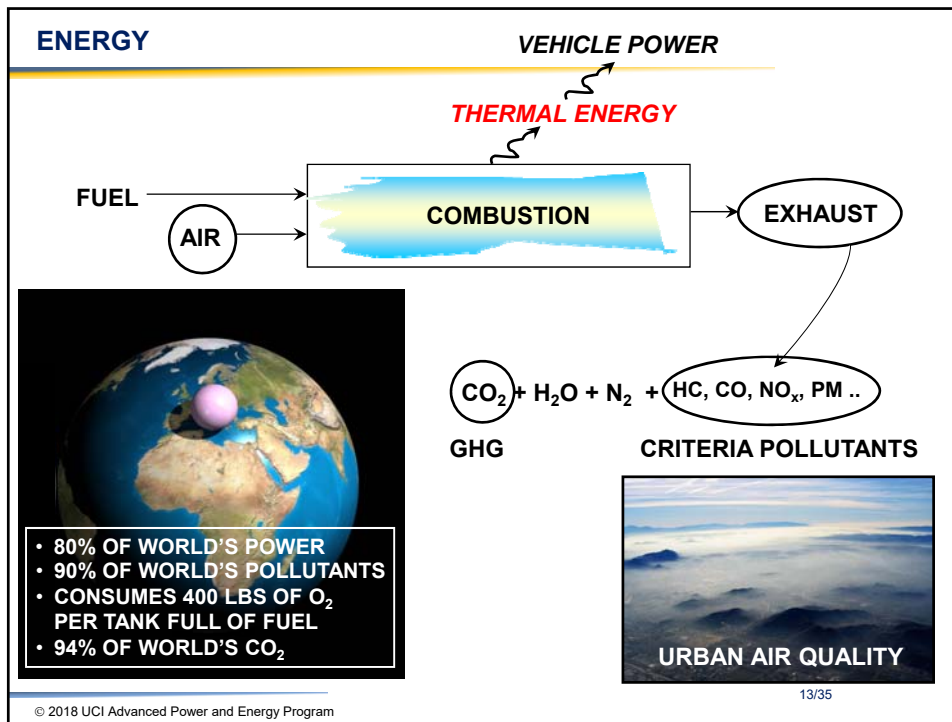 ENERGY
VEHICLE POWER
THERMAL ENERGY
FUEL
AIR
COMBUSTION
EXHAUST
CO₂ + H₂O + N₂ + HC, CO, NOₓ, PM ..
GHG
CRITERIA POLLUTANTS
• 80% OF WORLD'S POWER
• 90% OF WORLD'S POLLUTANTS
• CONSUMES 400 LBS OF O₂
PER TANK FULL OF FUEL
• 94% OF WORLD'S CO₂
URBAN AIR QUALITY
13/35
© 2018 UCI Advanced Power and Energy Program